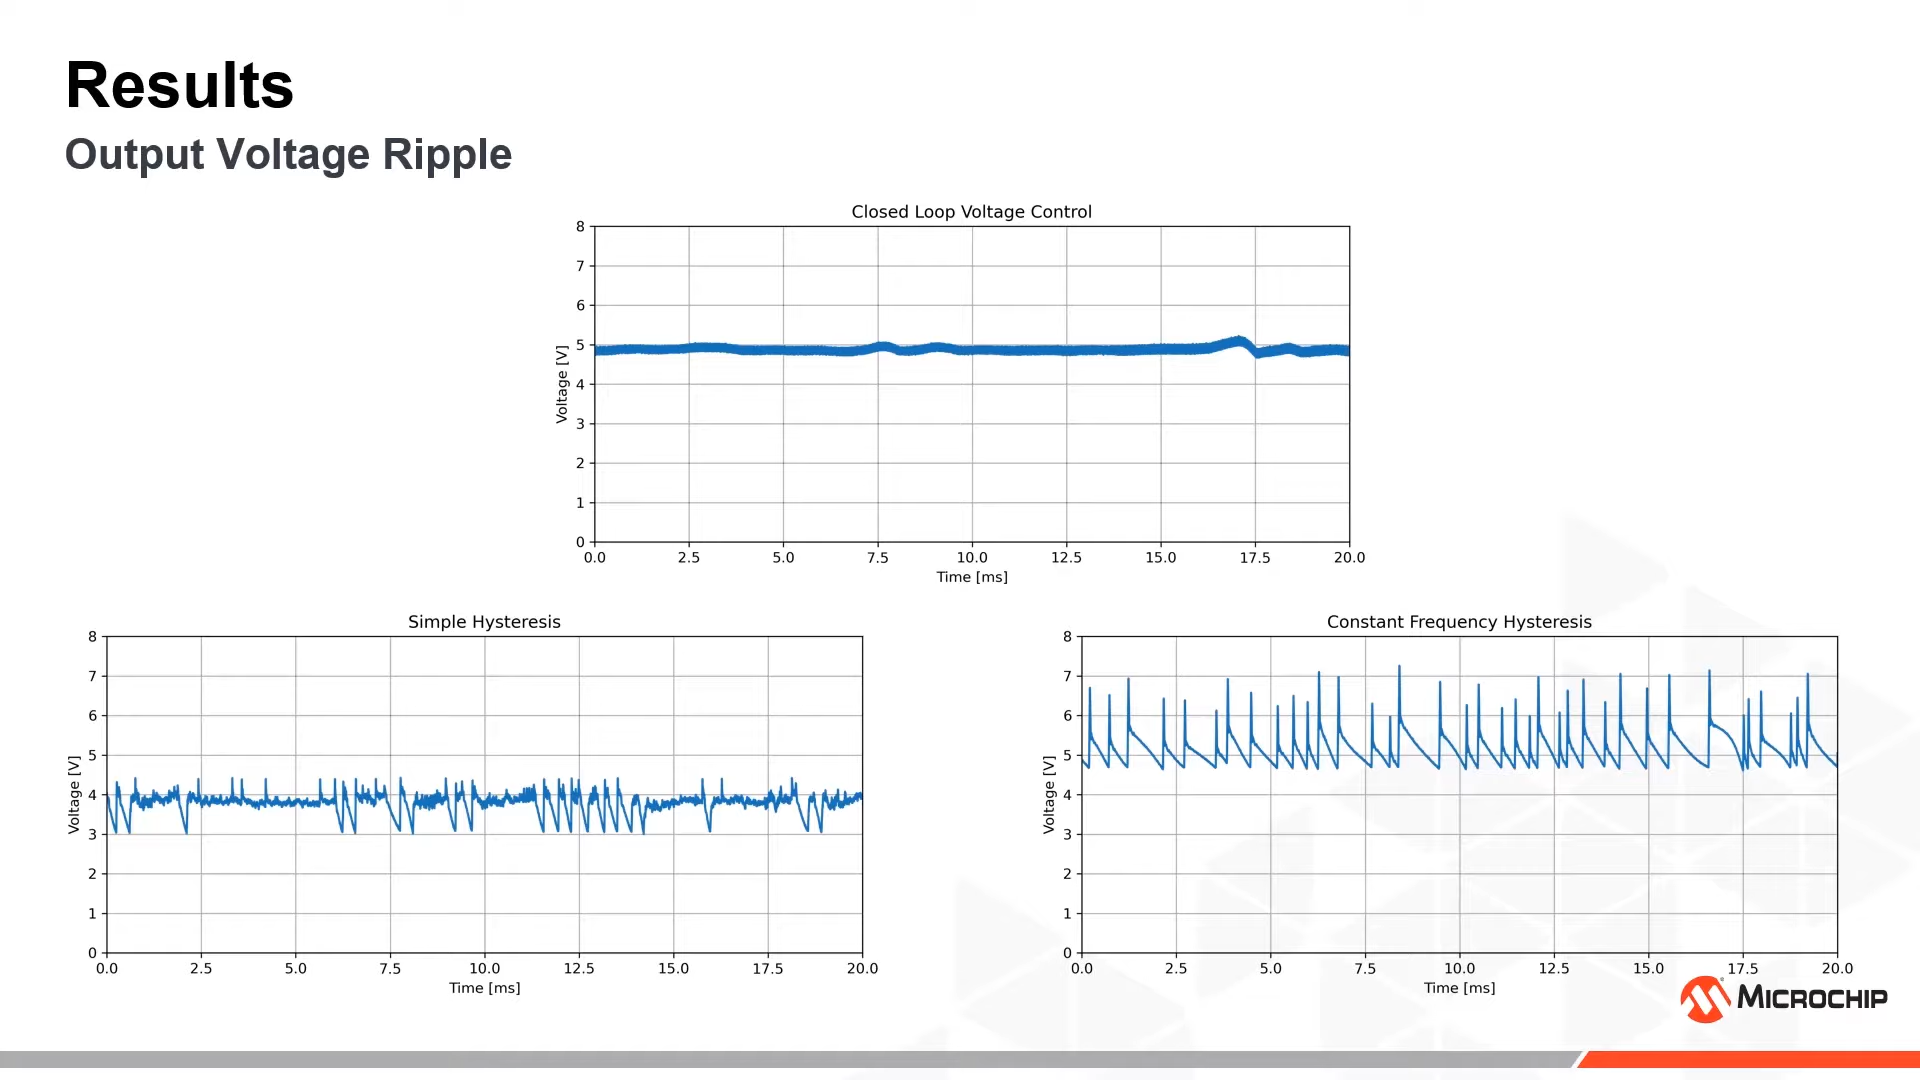 Results
Output Voltage Ripple
Closed Loop Voltage Control
8
7
6
5
4
3
2
1
0
Voltage [V]
0.0 2.5 5.0 7.5 10.0 12.5 15.0 17.5 20.0
Time [ms]
Simple Hysteresis
8
7
6
5
4
3
2
1
0
Voltage [V]
0.0 2.5 5.0 7.5 10.0 12.5 15.0 17.5 20.0
Time [ms]
Constant Frequency Hysteresis
8
7
6
5
4
3
2
1
0
Voltage [V]
0.0 2.5 5.0 7.5 10.0 12.5 15.0 17.5 20.0
Time [ms]
MICROCHIP